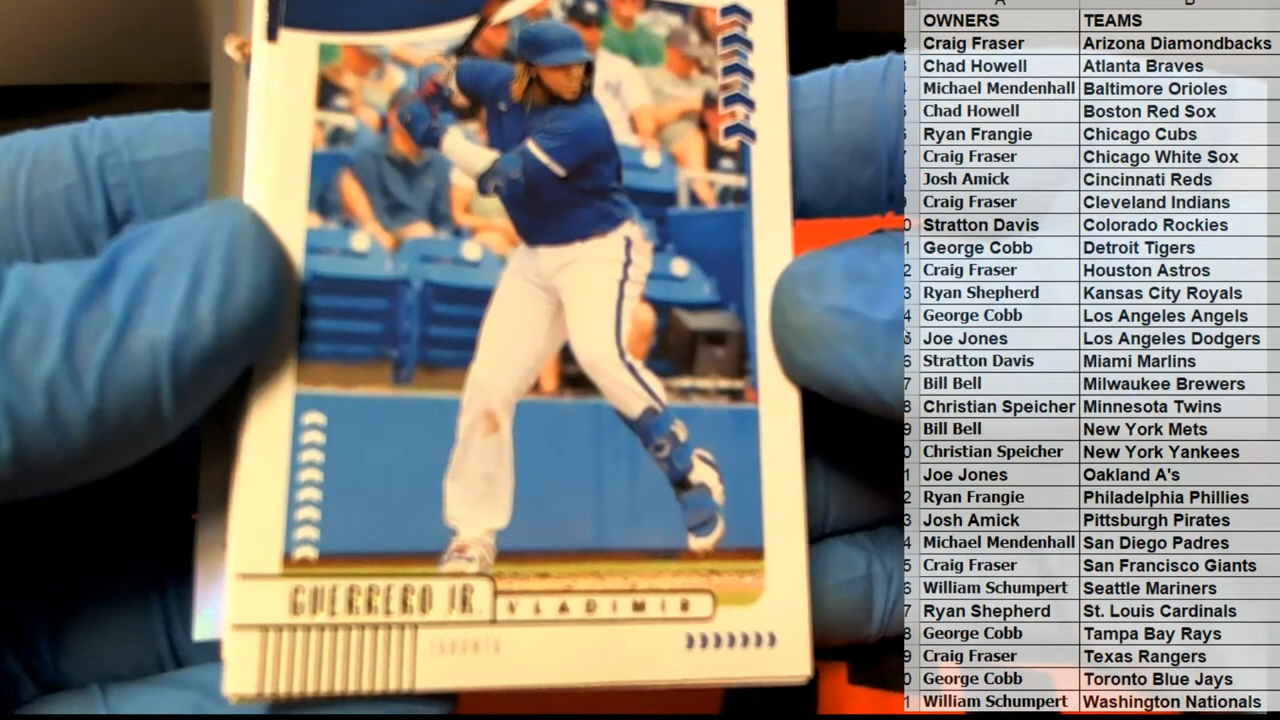 GUERRERO JR.
VLADIMIR
TORONTO
A B
OWNERS TEAMS
Craig Fraser Arizona Diamondbacks
Chad Howell Atlanta Braves
Michael Mendenhall Baltimore Orioles
Chad Howell Boston Red Sox
Ryan Frangie Chicago Cubs
Craig Fraser Chicago White Sox
Josh Amick Cincinnati Reds
Craig Fraser Cleveland Indians
Stratton Davis Colorado Rockies
George Cobb Detroit Tigers
Craig Fraser Houston Astros
Ryan Shepherd Kansas City Royals
George Cobb Los Angeles Angels
Joe Jones Los Angeles Dodgers
Stratton Davis Miami Marlins
Bill Bell Milwaukee Brewers
Christian Speicher Minnesota Twins
Bill Bell New York Mets
Christian Speicher New York Yankees
Joe Jones Oakland A's
Ryan Frangie Philadelphia Phillies
Josh Amick Pittsburgh Pirates
Michael Mendenhall San Diego Padres
Craig Fraser San Francisco Giants
William Schumpert Seattle Mariners
Ryan Shepherd St. Louis Cardinals
George Cobb Tampa Bay Rays
Craig Fraser Texas Rangers
George Cobb Toronto Blue Jays
William Schumpert Washington Nationals